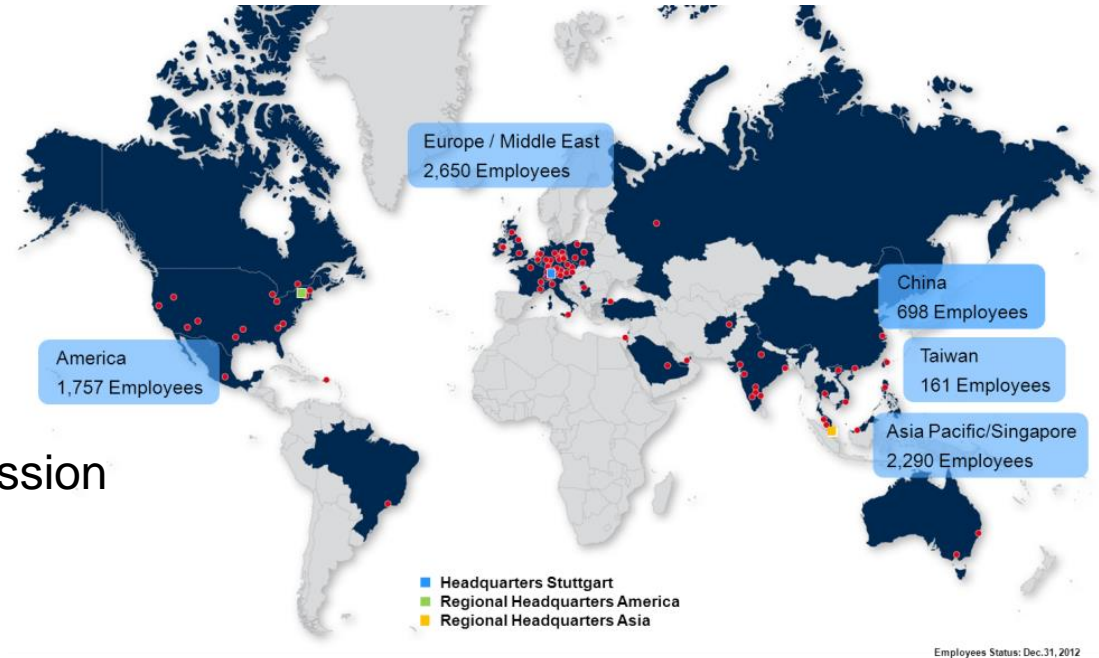 Europe / Middle East
2,650 Employees
China
698 Employees
America
1,757 Employees
Taiwan
161 Employees
Asia Pacific/Singapore
2,290 Employees
ssion
Headquarters Stuttgart
Regional Headquarters America
Regional Headquarters Asia
Employees Status: Dec.31, 2012